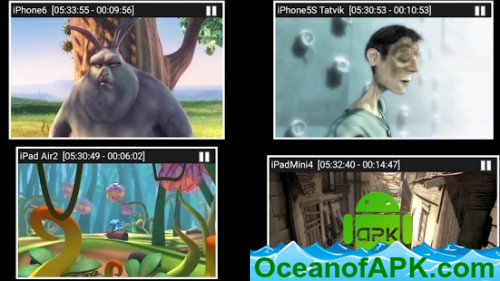 iPhone6 [05:33:55 - 00:09:56]
iPhone5S Tatvik [05:30:53 - 00:10:53]
iPad Air2 [05:30:49 - 00:06:02]
iPadMini4 [05:32:40 - 00:14:47]
APK
OceanofAPK.com